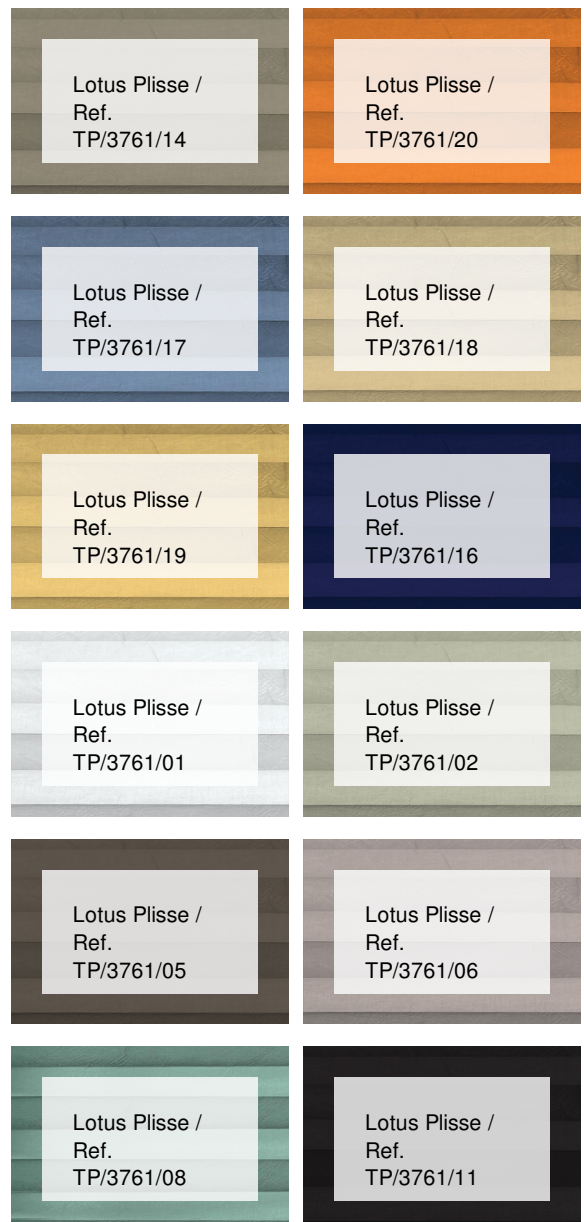 Lotus Plisse /
Ref.
TP/3761/14
Lotus Plisse /
Ref.
TP/3761/20
Lotus Plisse /
Ref.
TP/3761/17
Lotus Plisse /
Ref.
TP/3761/18
Lotus Plisse /
Ref.
TP/3761/19
Lotus Plisse /
Ref.
TP/3761/16
Lotus Plisse /
Ref.
TP/3761/01
Lotus Plisse /
Ref.
TP/3761/02
Lotus Plisse /
Ref.
TP/3761/05
Lotus Plisse /
Ref.
TP/3761/06
Lotus Plisse /
Ref.
TP/3761/08
Lotus Plisse /
Ref.
TP/3761/11